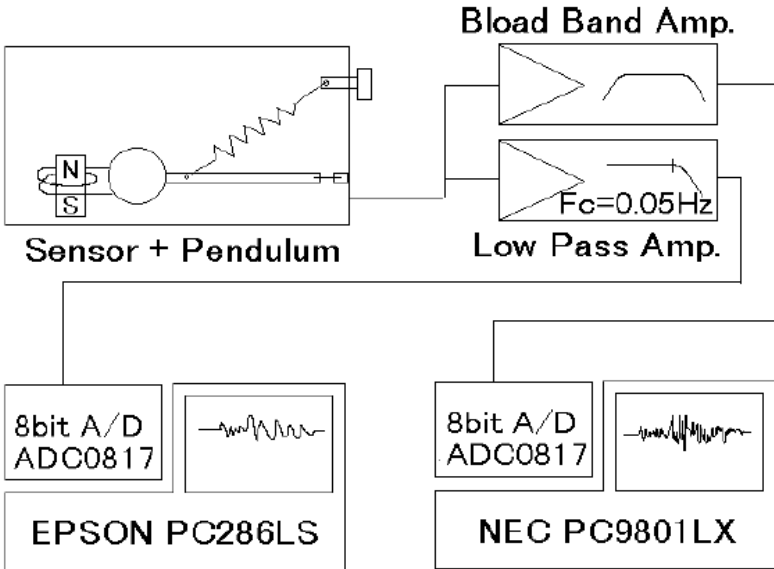 Bload Band Amp.
N
S
Fc=0.05Hz
Sensor + Pendulum
Low Pass Amp.
8bit A/D
ADC0817
EPSON PC286LS
8bit A/D
ADC0817
NEC PC9801LX